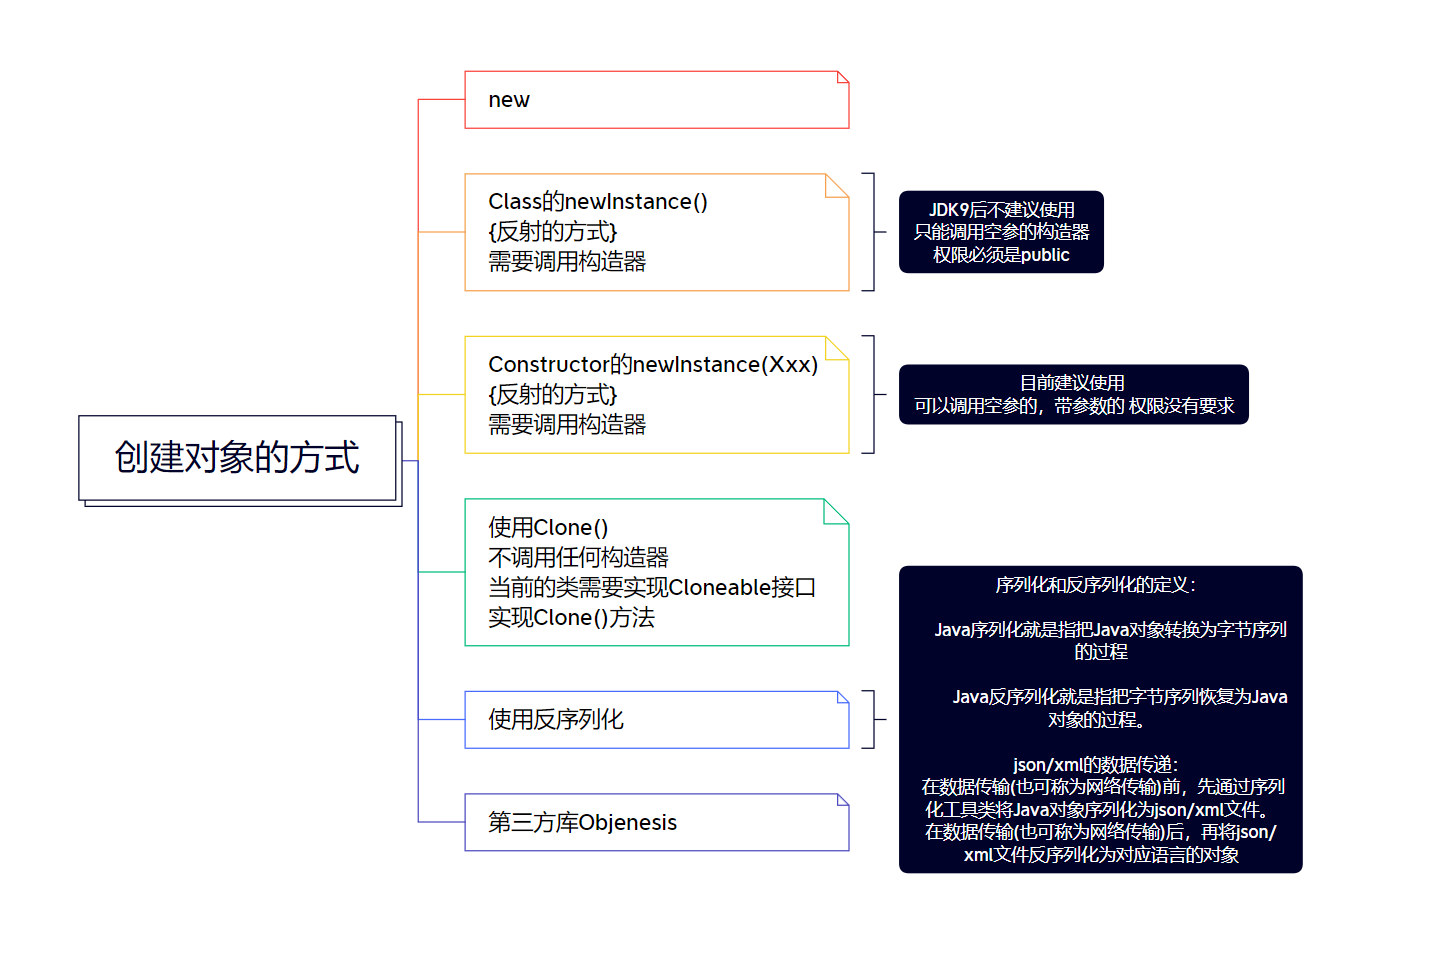 创建对象的方式
new
Class的newInstance()
{反射的方式}
需要调用构造器
JDK9后不建议使用
只能调用空参的构造器
权限必须是public
Constructor的newInstance(Xxx)
{反射的方式}
需要调用构造器
目前建议使用
可以调用空参的，带参数的 权限没有要求
使用Clone()
不调用任何构造器
当前的类需要实现Cloneable接口
实现Clone()方法
使用反序列化
序列化和反序列化的定义：
Java序列化就是指把Java对象转换为字节序列
的过程
Java反序列化就是指把字节序列恢复为Java
对象的过程。
json/xml的数据传递：
在数据传输(也可称为网络传输)前，先通过序列
化工具类将Java对象序列化为json/xml文件。
在数据传输(也可称为网络传输)后，再将json/
xml文件反序列化为对应语言的对象
第三方库Objenesis